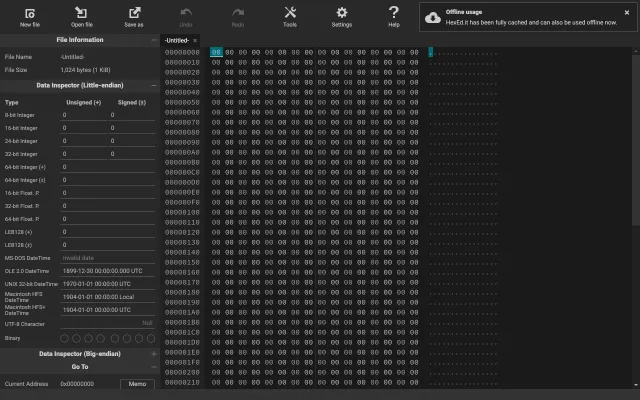 New file Open file Save as Undo Redo Tools Settings Help
Offline usage ×
HexEd.it has been fully cached and can also be used offline now.
File Information −
File Name -Untitled-
File Size 1,024 bytes (1 KiB)
Data Inspector (Little-endian) −
Type Unsigned (+) Signed (±)
8-bit Integer 0 0
16-bit Integer 0 0
24-bit Integer 0 0
32-bit Integer 0 0
64-bit Integer (+) 0
64-bit Integer (±) 0
16-bit Float. P. 0
32-bit Float. P. 0
64-bit Float. P. 0
LEB128 (+) 0
LEB128 (±) 0
MS-DOS DateTime Invalid date
OLE 2.0 DateTime 1899-12-30 00:00:00.000 UTC
UNIX 32-bit DateTime 1970-01-01 00:00:00 UTC
Macintosh HFS DateTime 1904-01-01 00:00:00 Local
Macintosh HFS+ DateTime 1904-01-01 00:00:00 UTC
UTF-8 Character Null
Binary
Data Inspector (Big-endian) +
Go To −
Current Address 0x00000000 Memo
-Untitled- ×
00000000 00 00 00 00 00 00 00 00 00 00 00 00 00 00 00 00 ................
00000010 00 00 00 00 00 00 00 00 00 00 00 00 00 00 00 00 ................
00000020 00 00 00 00 00 00 00 00 00 00 00 00 00 00 00 00 ................
00000030 00 00 00 00 00 00 00 00 00 00 00 00 00 00 00 00 ................
00000040 00 00 00 00 00 00 00 00 00 00 00 00 00 00 00 00 ................
00000050 00 00 00 00 00 00 00 00 00 00 00 00 00 00 00 00 ................
00000060 00 00 00 00 00 00 00 00 00 00 00 00 00 00 00 00 ................
00000070 00 00 00 00 00 00 00 00 00 00 00 00 00 00 00 00 ................
00000080 00 00 00 00 00 00 00 00 00 00 00 00 00 00 00 00 ................
00000090 00 00 00 00 00 00 00 00 00 00 00 00 00 00 00 00 ................
000000A0 00 00 00 00 00 00 00 00 00 00 00 00 00 00 00 00 ................
000000B0 00 00 00 00 00 00 00 00 00 00 00 00 00 00 00 00 ................
000000C0 00 00 00 00 00 00 00 00 00 00 00 00 00 00 00 00 ................
000000D0 00 00 00 00 00 00 00 00 00 00 00 00 00 00 00 00 ................
000000E0 00 00 00 00 00 00 00 00 00 00 00 00 00 00 00 00 ................
000000F0 00 00 00 00 00 00 00 00 00 00 00 00 00 00 00 00 ................
00000100 00 00 00 00 00 00 00 00 00 00 00 00 00 00 00 00 ................
00000110 00 00 00 00 00 00 00 00 00 00 00 00 00 00 00 00 ................
00000120 00 00 00 00 00 00 00 00 00 00 00 00 00 00 00 00 ................
00000130 00 00 00 00 00 00 00 00 00 00 00 00 00 00 00 00 ................
00000140 00 00 00 00 00 00 00 00 00 00 00 00 00 00 00 00 ................
00000150 00 00 00 00 00 00 00 00 00 00 00 00 00 00 00 00 ................
00000160 00 00 00 00 00 00 00 00 00 00 00 00 00 00 00 00 ................
00000170 00 00 00 00 00 00 00 00 00 00 00 00 00 00 00 00 ................
00000180 00 00 00 00 00 00 00 00 00 00 00 00 00 00 00 00 ................
00000190 00 00 00 00 00 00 00 00 00 00 00 00 00 00 00 00 ................
000001A0 00 00 00 00 00 00 00 00 00 00 00 00 00 00 00 00 ................
000001B0 00 00 00 00 00 00 00 00 00 00 00 00 00 00 00 00 ................
000001C0 00 00 00 00 00 00 00 00 00 00 00 00 00 00 00 00 ................
000001D0 00 00 00 00 00 00 00 00 00 00 00 00 00 00 00 00 ................
000001E0 00 00 00 00 00 00 00 00 00 00 00 00 00 00 00 00 ................
000001F0 00 00 00 00 00 00 00 00 00 00 00 00 00 00 00 00 ................
00000200 00 00 00 00 00 00 00 00 00 00 00 00 00 00 00 00 ................
00000210 00 00 00 00 00 00 00 00 00 00 00 00 00 00 00 00 ................